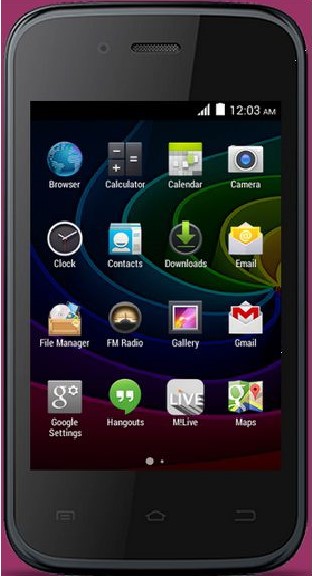 12:03 AM
Browser Calculator Calendar Camera
Clock Contacts Downloads Email
File Manager FM Radio Gallery Gmail
Google Hangouts M!Live Maps
Settings
LIVE